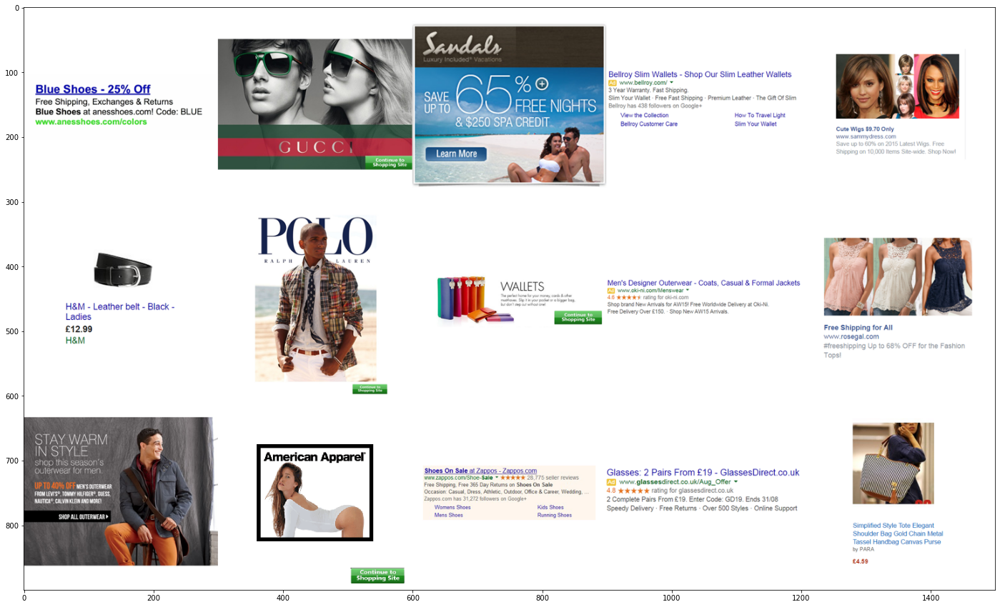 0
100
200
300
400
500
600
700
800
0
200
400
600
800
1000
1200
1400
Blue Shoes - 25% Off
Free Shipping, Exchanges & Returns
Blue Shoes at anesshoes.com! Code: BLUE
www.anesshoes.com/colors
GUCCI
Continue to
Shopping Site
Sandals
Luxury Included® Vacations
SAVE
UP TO
65%
FREE NIGHTS
& $250 SPA CREDIT
Learn More
Bellroy Slim Wallets - Shop Our Slim Leather Wallets
Ad www.bellroy.com/
3 Year Warranty. Fast Shipping.
Slim Your Wallet · Free Fast Shipping · Premium Leather · The Gift Of Slim
Bellroy has 438 followers on Google+
View the Collection
How To Travel Light
Bellroy Customer Care
Slim Your Wallet
Cute Wigs $9.70 Only
www.sammydress.com
Save up to 60% on 2015 Latest Wigs. Free
Shipping on 10,000 Items Site-wide. Shop Now!
H&M - Leather belt - Black -
Ladies
£12.99
H&M
POLO
RALPH LAUREN
Continue to
Shopping Site
WALLETS
The perfect home for your money, cards & other
Slip it in your pocket or a bigger bag,
but don't step out without one!
Continue to
Shopping Site
Men's Designer Outerwear - Coats, Casual & Formal Jackets
Ad www.oki-ni.com/Menswear
4.6 ★★★★★ rating for oki-ni.com
Shop brand New Arrivals for AW15! Free Worldwide Delivery at Oki-Ni.
Free Delivery Over £150. · Shop New AW15 Arrivals.
Free Shipping for All
www.rosegal.com
#freeshipping Up to 68% OFF for the Fashion
Tops!
STAY WARM
IN STYLE
shop this season's
outerwear for men.
UP TO 40% OFF MEN'S OUTERWEAR
FROM LEVI'S®, TOMMY HILFIGER®, GUESS,
NAUTICA®, CALVIN KLEIN AND MORE!
SHOP ALL OUTERWEAR
American Apparel®
Continue to
Shopping Site
Shoes On Sale at Zappos - Zappos.com
www.zappos.com/Shoe-Sale ★★★★★ 28,775 seller reviews
Free Shipping, Free 365 Day Returns on Shoes On Sale
Occasion: Casual, Dress, Athletic, Outdoor, Office & Career, Wedding, ...
Zappos.com has 31,272 followers on Google+
Womens Shoes
Kids Shoes
Mens Shoes
Running Shoes
Glasses: 2 Pairs From £19 - GlassesDirect.co.uk
Ad www.glassesdirect.co.uk/Aug_Offer
4.8 ★★★★★ rating for glassesdirect.co.uk
2 Complete Pairs From £19. Enter Code: GD19. Ends 31/08
Speedy Delivery · Free Returns · Over 500 Styles · Online Support
Simplified Style Tote Elegant
Shoulder Bag Gold Chain Metal
Tassel Handbag Canvas Purse
by PARA
£4.59